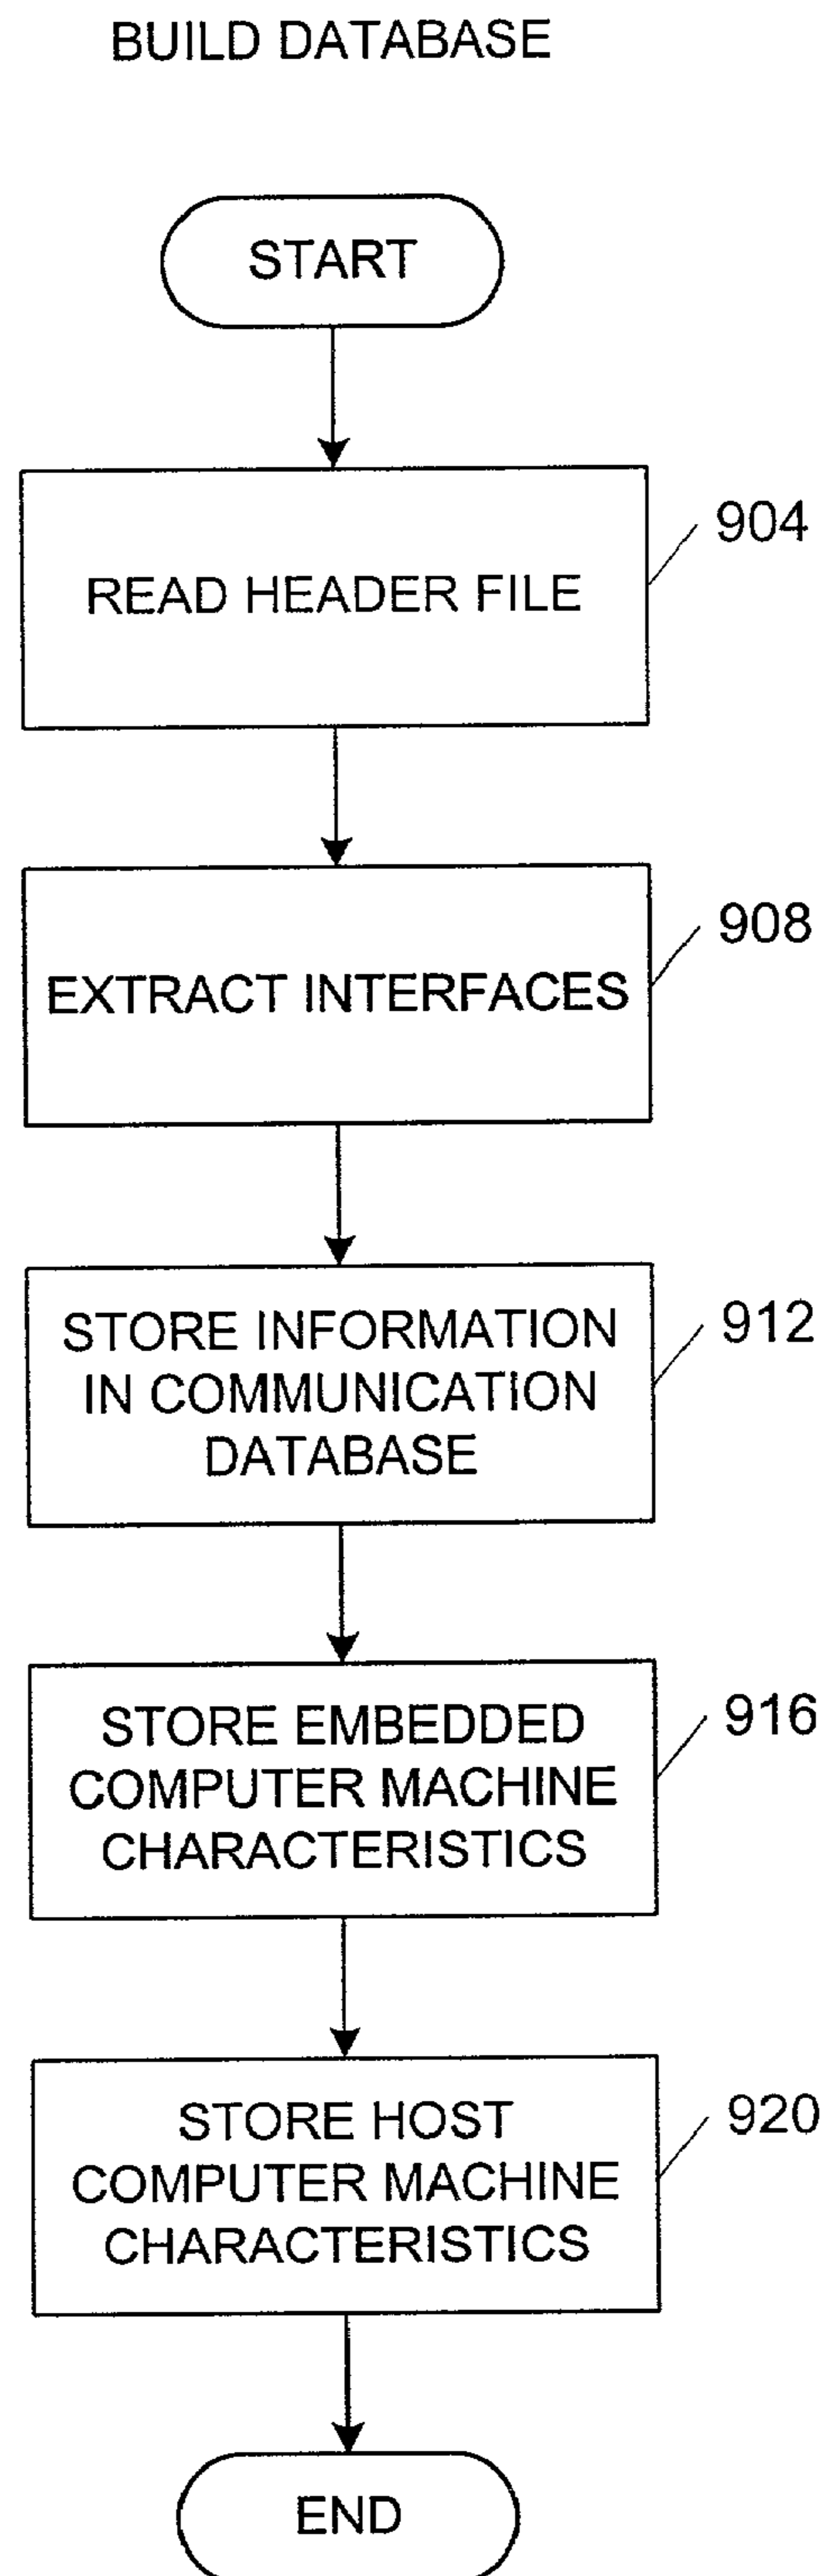 BUILD DATABASE
START
READ HEADER FILE
904
EXTRACT INTERFACES
908
STORE INFORMATION
IN COMMUNICATION
DATABASE
912
STORE EMBEDDED
COMPUTER MACHINE
CHARACTERISTICS
916
STORE HOST
COMPUTER MACHINE
CHARACTERISTICS
920
END